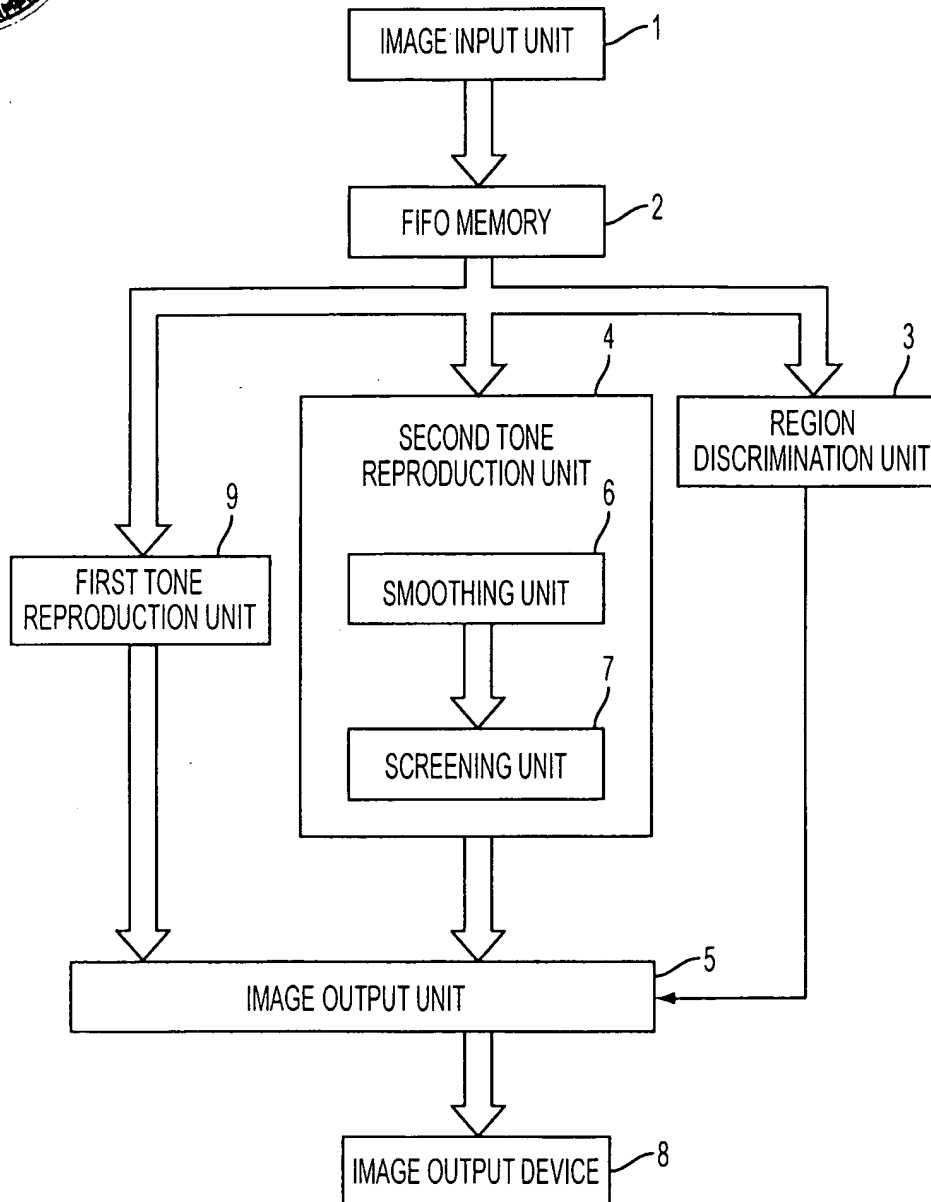 IMAGE INPUT UNIT
1
FIFO MEMORY
2
4
3
SECOND TONE
REPRODUCTION UNIT
REGION
DISCRIMINATION UNIT
9
6
FIRST TONE
REPRODUCTION UNIT
SMOOTHING UNIT
7
SCREENING UNIT
5
IMAGE OUTPUT UNIT
IMAGE OUTPUT DEVICE
8